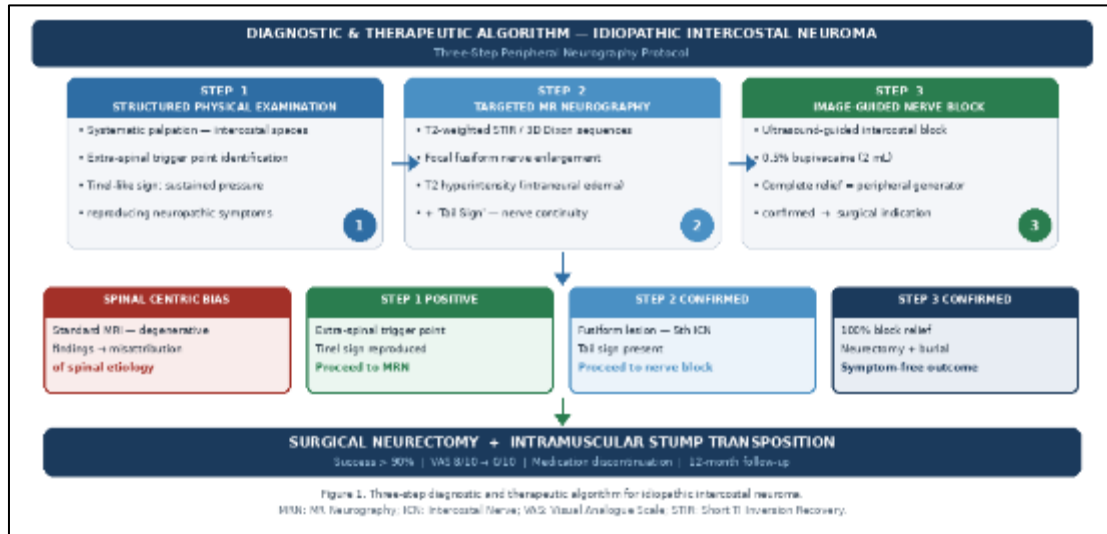 DIAGNOSTIC & THERAPEUTIC ALGORITHM — IDIOPATHIC INTERCOSTAL NEUROMA
Three-Step Peripheral Neurography Protocol
STEP 1
STRUCTURED PHYSICAL EXAMINATION
• Systematic palpation — intercostal spaces
• Extra-spinal trigger point identification
• Tinel-like sign: sustained pressure
• reproducing neuropathic symptoms
1
STEP 2
TARGETED MR NEUROGRAPHY
• T2-weighted STIR / 3D Dixon sequences
• Focal fusiform nerve enlargement
• T2 hyperintensity (intraneural edema)
• + 'Tail Sign' — nerve continuity
2
STEP 3
IMAGE-GUIDED NERVE BLOCK
• Ultrasound-guided intercostal block
• 0.5% bupivacaine (2 mL)
• Complete relief = peripheral generator
• confirmed → surgical indication
3
SPINAL CENTRIC BIAS
Standard MRI — degenerative
findings → misattribution
of spinal etiology
STEP 1 POSITIVE
Extra-spinal trigger point
Tinel sign reproduced
Proceed to MRN
STEP 2 CONFIRMED
Fusiform lesion — 5th ICN
Tail sign present
Proceed to nerve block
STEP 3 CONFIRMED
100% block relief
Neurectomy + burial
Symptom-free outcome
SURGICAL NEURECTOMY + INTRAMUSCULAR STUMP TRANSPOSITION
Success > 90% | VAS 8/10 → 0/10 | Medication discontinuation | 12-month follow-up
Figure 1. Three-step diagnostic and therapeutic algorithm for idiopathic intercostal neuroma.
MRN: MR Neurography; ICN: Intercostal Nerve; VAS: Visual Analogue Scale; STIR: Short TI Inversion Recovery.